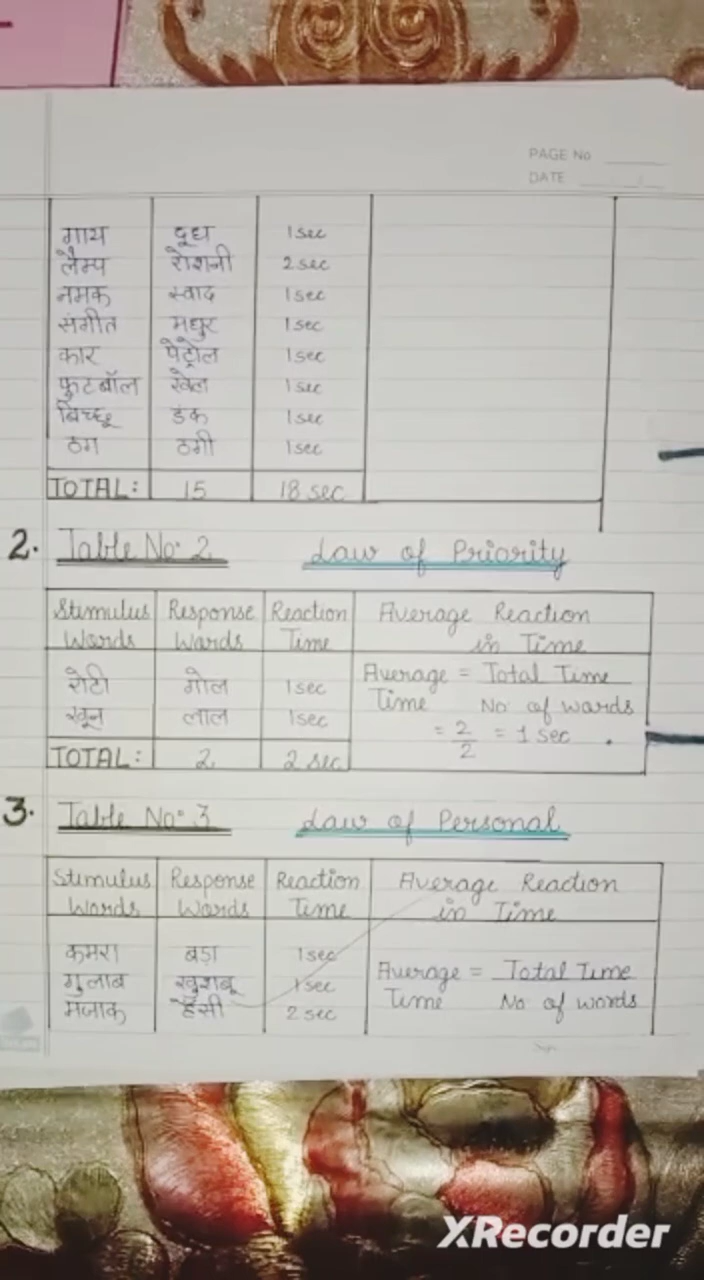 PAGE No
DATE
गाय दूध 1 sec
लैम्प रोशनी 2 sec
नमक स्वाद 1 sec
संगीत मधुर 1 sec
कार पेट्रोल 1 sec
फुटबॉल खेल 1 sec
बिच्छू डंक 1 sec
ठग ठगी 1 sec
TOTAL: 15 18 sec
2. Table No. 2 Law of Priority
Stimulus Response Reaction Average Reaction
Words Words Time in Time
रोटी गोल 1 sec Average = Total Time
खून लाल 1 sec Time No of words
= 2/2 = 1 sec
TOTAL: 2 2 sec
3. Table No. 3 Law of Personal
Stimulus Response Reaction Average Reaction
Words Words Time in Time
कमरा बड़ा 1 sec
गुलाब खुशबू 1 sec Average = Total Time
मजाक हँसी 2 sec Time No of words
XRecorder